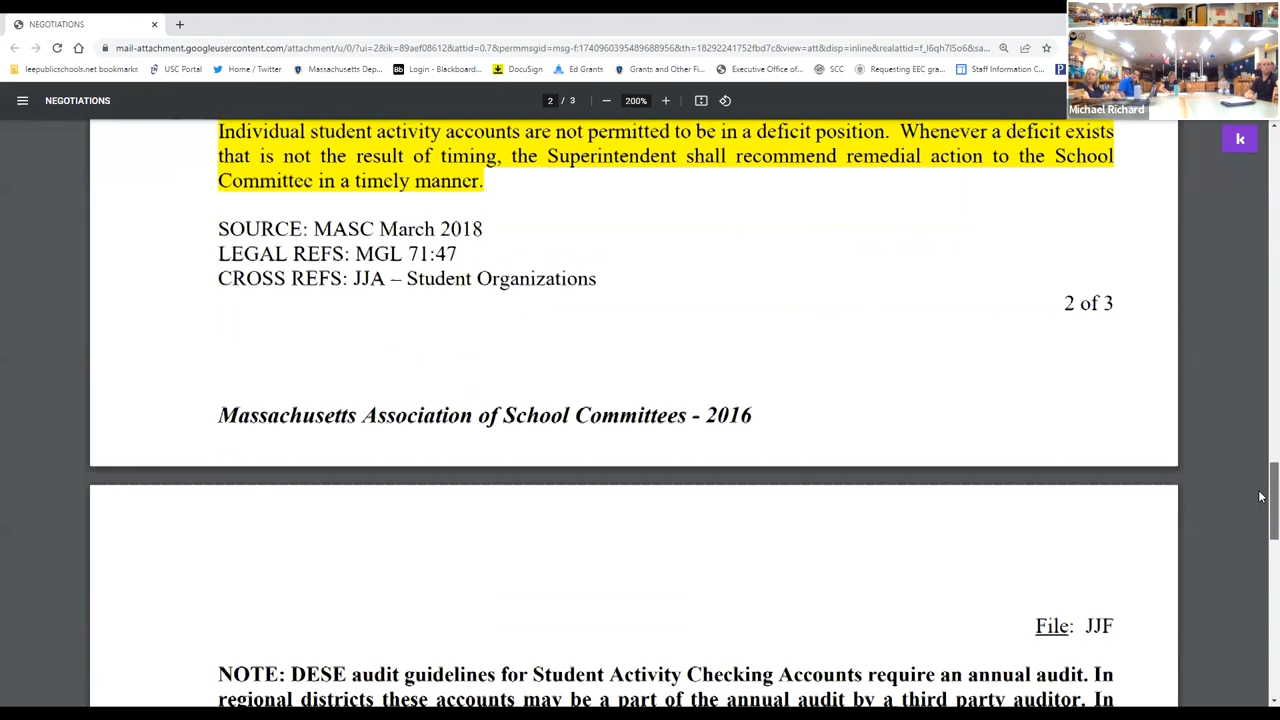 NEGOTIATIONS
mail-attachment.googleusercontent.com/attachment/u/0/?ui=2&ik=89aef08612&attid=0.7&permmsgid=msg-f:1740960395489688956&th=18292241752fbd7c&view=att&disp=inline&realattid=f_l6qh7l5o6&sa...
leepublicschools.net bookmarks
USC Portal
Home / Twitter
Massachusetts Dep...
Login - Blackboard...
DocuSign
Ed Grants
Grants and Other Fi...
Executive Office of...
SCC
Requesting EEC gra...
Staff Information C...
Michael Richard
NEGOTIATIONS
2 / 3
200%
k
Individual student activity accounts are not permitted to be in a deficit position. Whenever a deficit exists
that is not the result of timing, the Superintendent shall recommend remedial action to the School
Committee in a timely manner.
SOURCE: MASC March 2018
LEGAL REFS: MGL 71:47
CROSS REFS: JJA – Student Organizations
2 of 3
Massachusetts Association of School Committees - 2016
File: JJF
NOTE: DESE audit guidelines for Student Activity Checking Accounts require an annual audit. In
regional districts these accounts may be a part of the annual audit by a third party auditor. In